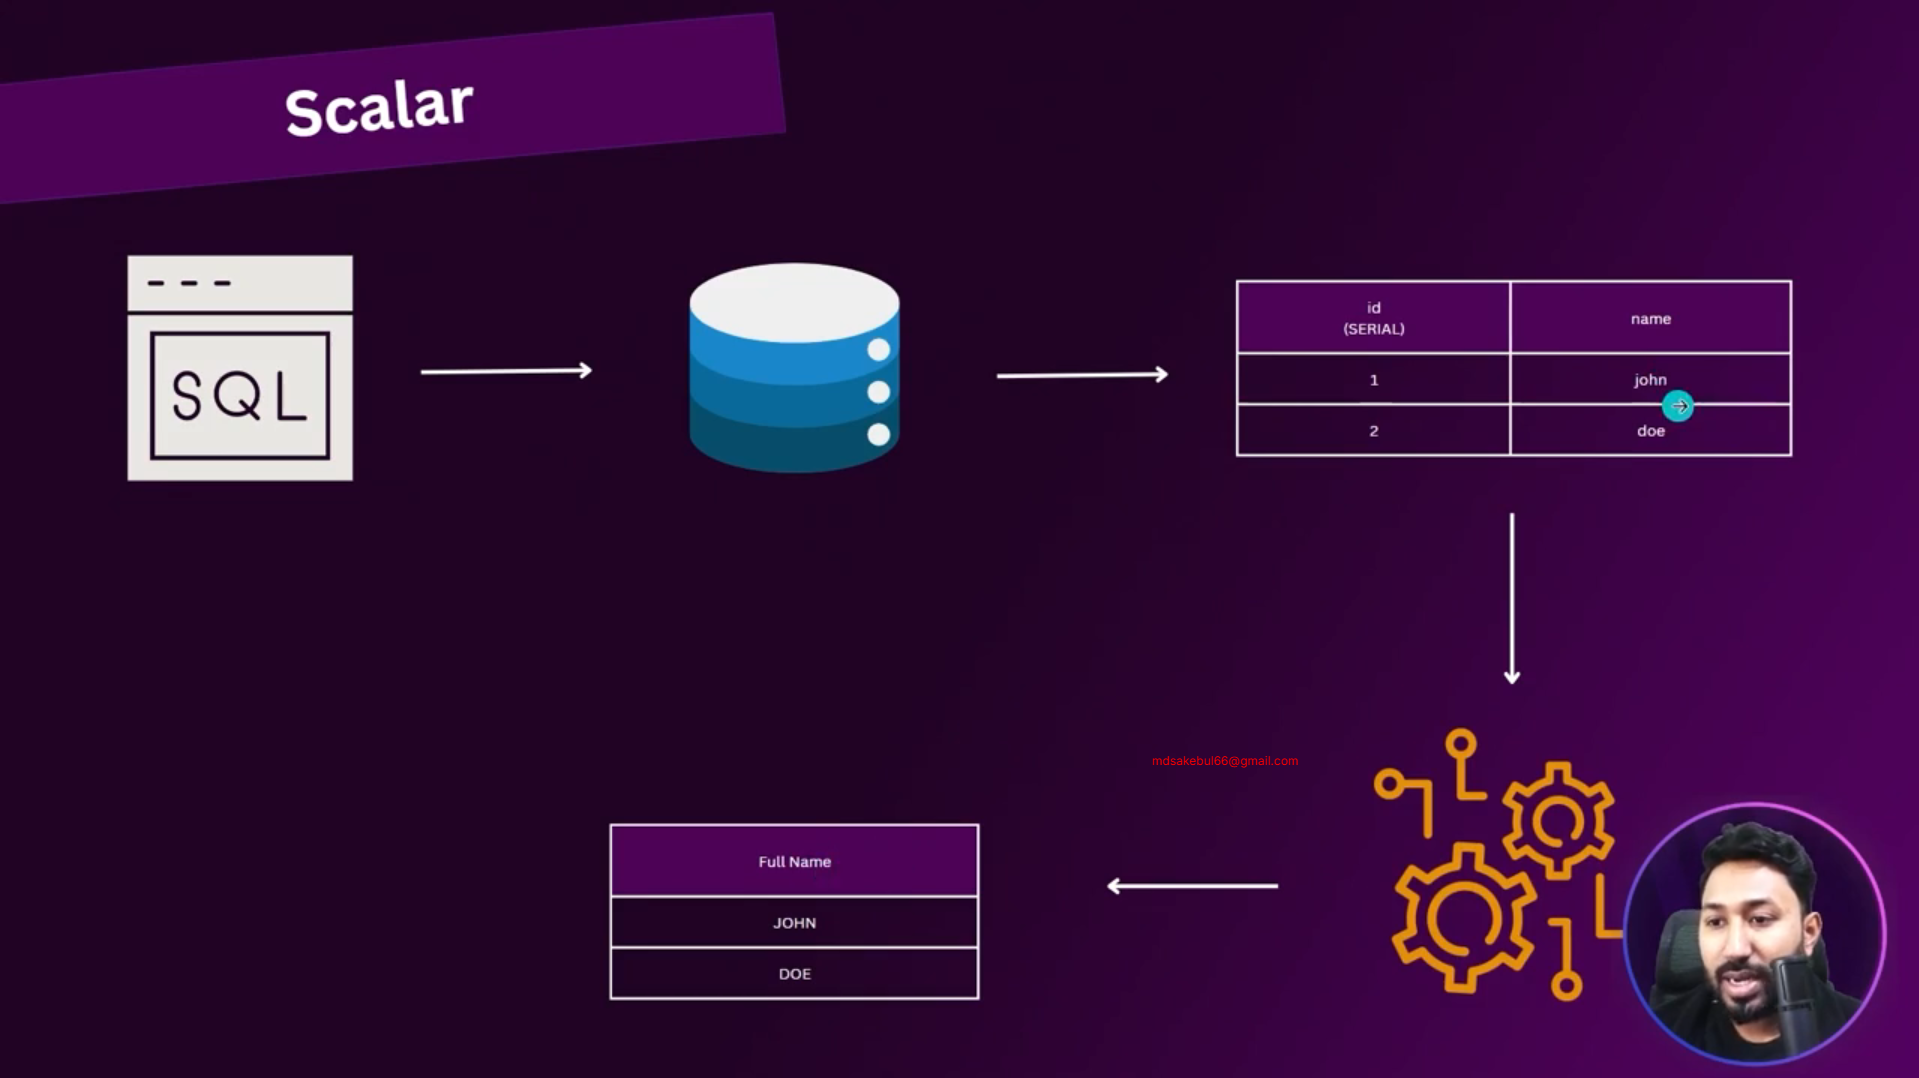 Scalar
SQL
id
(SERIAL)
name
1
john
2
doe
mdsakebul66@gmail.com
Full Name
JOHN
DOE